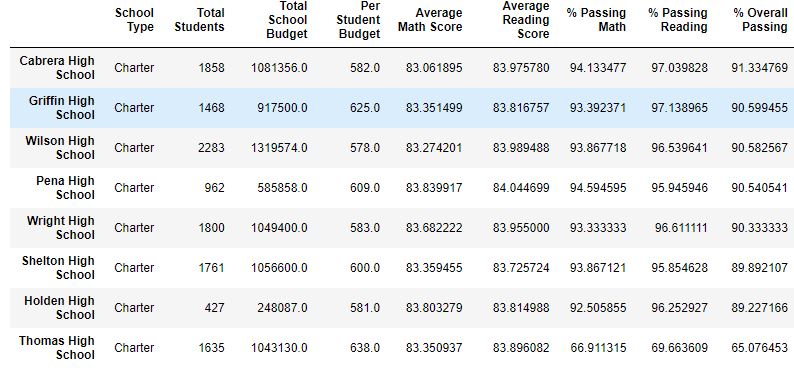 School Type Total Students Total School Budget Per Student Budget Average Math Score Average Reading Score % Passing Math % Passing Reading % Overall Passing
Cabrera High School Charter 1858 1081356.0 582.0 83.061895 83.975780 94.133477 97.039828 91.334769
Griffin High School Charter 1468 917500.0 625.0 83.351499 83.816757 93.392371 97.138965 90.599455
Wilson High School Charter 2283 1319574.0 578.0 83.274201 83.989488 93.867718 96.539641 90.582567
Pena High School Charter 962 585858.0 609.0 83.839917 84.044699 94.594595 95.945946 90.540541
Wright High School Charter 1800 1049400.0 583.0 83.682222 83.955000 93.333333 96.611111 90.333333
Shelton High School Charter 1761 1056600.0 600.0 83.359455 83.725724 93.867121 95.854628 89.892107
Holden High School Charter 427 248087.0 581.0 83.803279 83.814988 92.505855 96.252927 89.227166
Thomas High School Charter 1635 1043130.0 638.0 83.350937 83.896082 66.911315 69.663609 65.076453